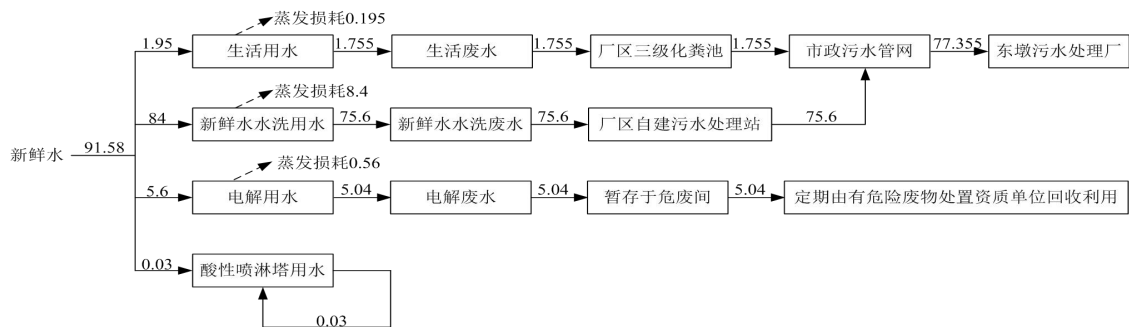 蒸发损耗0.195
1.95 生活用水 1.755 生活废水 1.755 厂区三级化粪池 1.755 市政污水管网 77.355 东墩污水处理厂
蒸发损耗8.4
84 新鲜水水洗用水 75.6 新鲜水水洗废水 75.6 厂区自建污水处理站 75.6
新鲜水 91.58
蒸发损耗0.56
5.6 电解用水 5.04 电解废水 5.04 暂存于危废间 5.04 定期由有危险废物处置资质单位回收利用
0.03 酸性喷淋塔用水
0.03